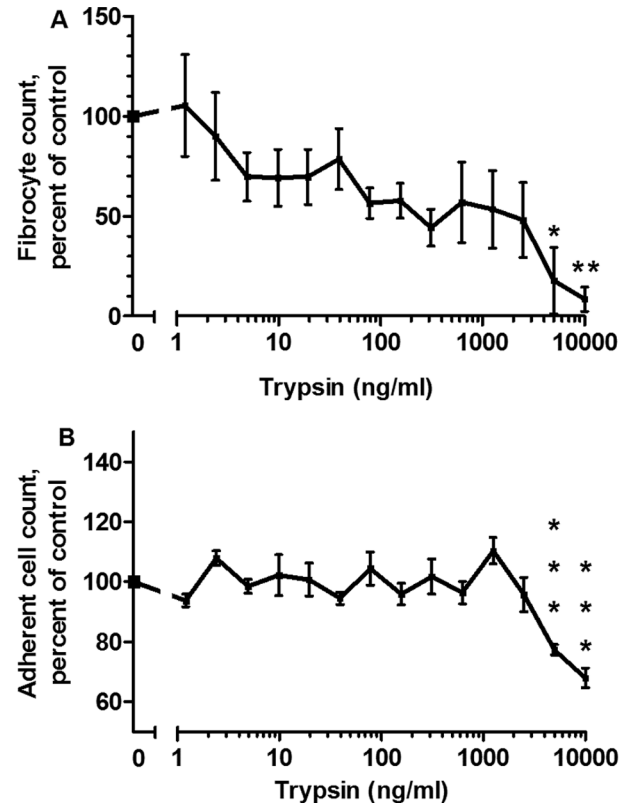 A
150
100
50
0
Fibrocyte count,
percent of control
*
**
0 1 10 100 1000 10000
Trypsin (ng/ml)
B
140
120
100
80
60
Adherent cell count,
percent of control
*
* *
* *
*
0 1 10 100 1000 10000
Trypsin (ng/ml)